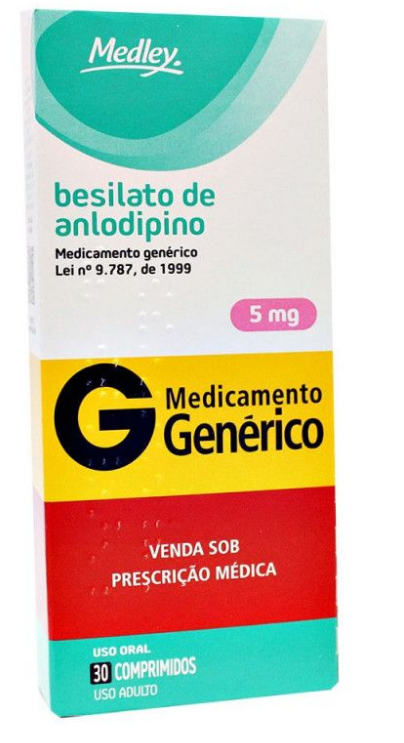 Medley.
besilato de
anlodipino
Medicamento genérico
Lei nº 9.787, de 1999
5 mg
G Medicamento
Genérico
VENDA SOB
PRESCRIÇÃO MÉDICA
USO ORAL
30 COMPRIMIDOS
USO ADULTO